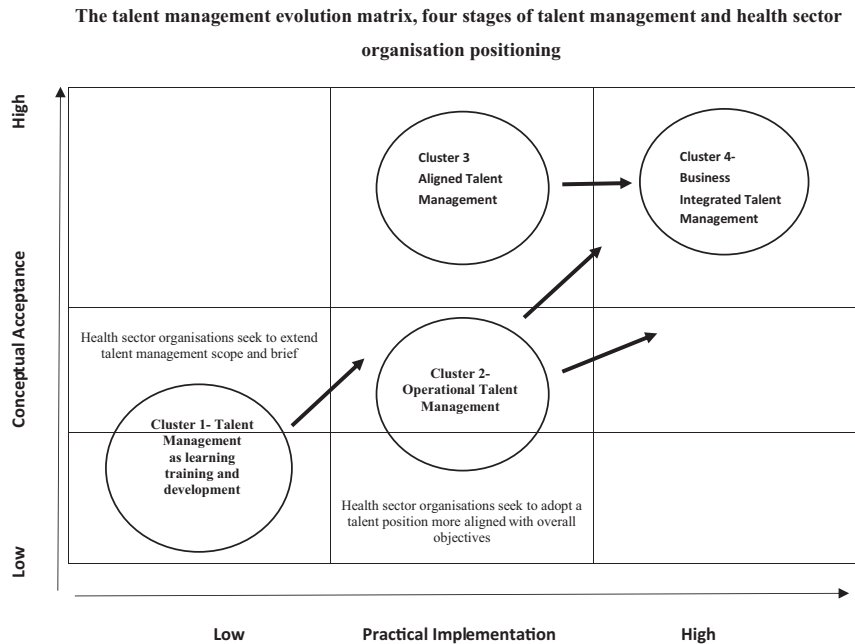 The talent management evolution matrix, four stages of talent management and health sector
organisation positioning
High
Conceptual Acceptance
Low
Cluster 3
Aligned Talent
Management
Cluster 4-
Business
Integrated Talent
Management
Health sector organisations seek to extend
talent management scope and brief
Cluster 2-
Operational Talent
Management
Cluster 1- Talent
Management
as learning
training and
development
Health sector organisations seek to adopt a
talent position more aligned with overall
objectives
Low
Practical Implementation
High